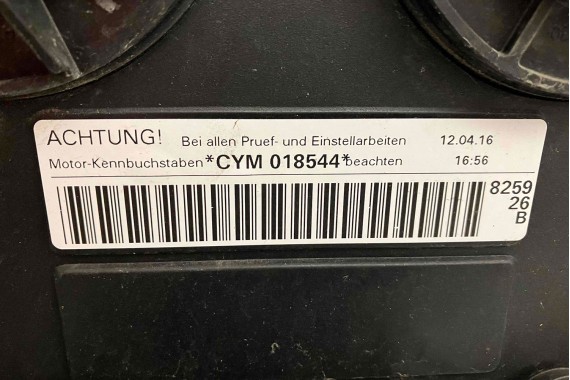 ACHTUNG! Bei allen Pruef- und Einstellarbeiten 12.04.16
Motor-Kennbuchstaben *CYM 018544* beachten 16:56
8259
26
B